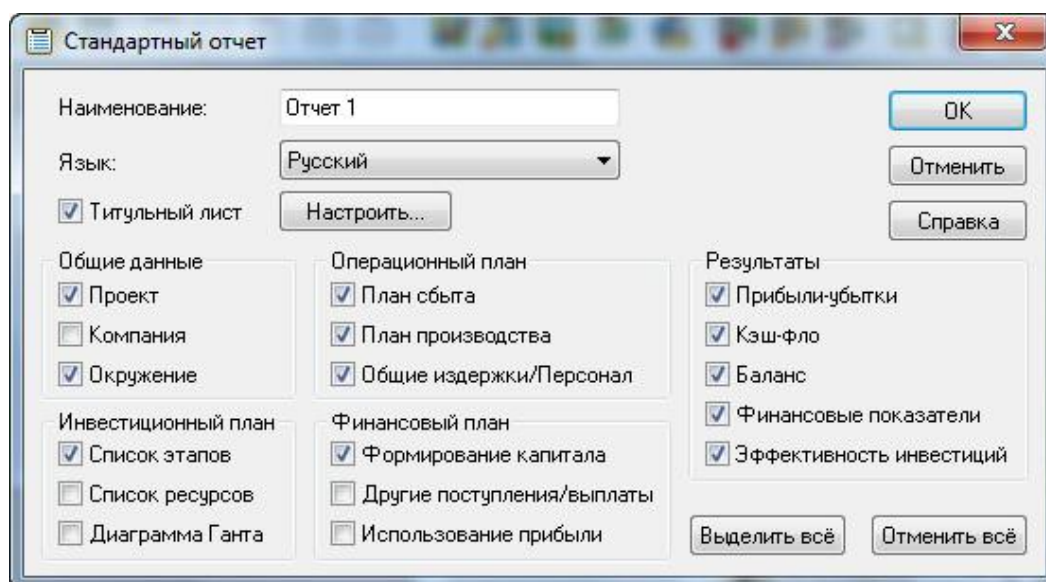 Стандартный отчет
Наименование:
Отчет 1
OK
Язык:
Русский
Отменить
Титульный лист
Настроить...
Справка
Общие данные
Проект
Компания
Окружение
Операционный план
План сбыта
План производства
Общие издержки/Персонал
Результаты
Прибыли-убытки
Кэш-фло
Баланс
Финансовые показатели
Эффективность инвестиций
Инвестиционный план
Список этапов
Список ресурсов
Диаграмма Ганта
Финансовый план
Формирование капитала
Другие поступления/выплаты
Использование прибыли
Выделить всё
Отменить всё